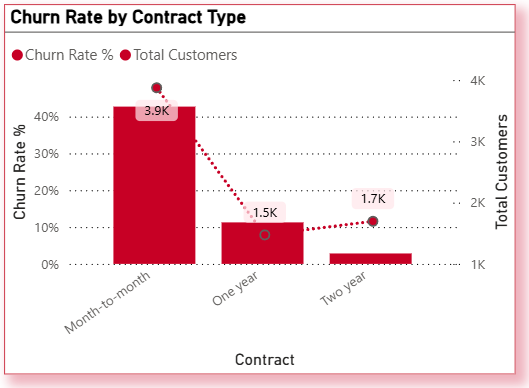 Churn Rate by Contract Type
Churn Rate % Total Customers
Churn Rate %
40%
30%
20%
10%
0%
3.9K
1.5K
1.7K
4K
3K
2K
1K
Total Customers
Month-to-month
One year
Two year
Contract